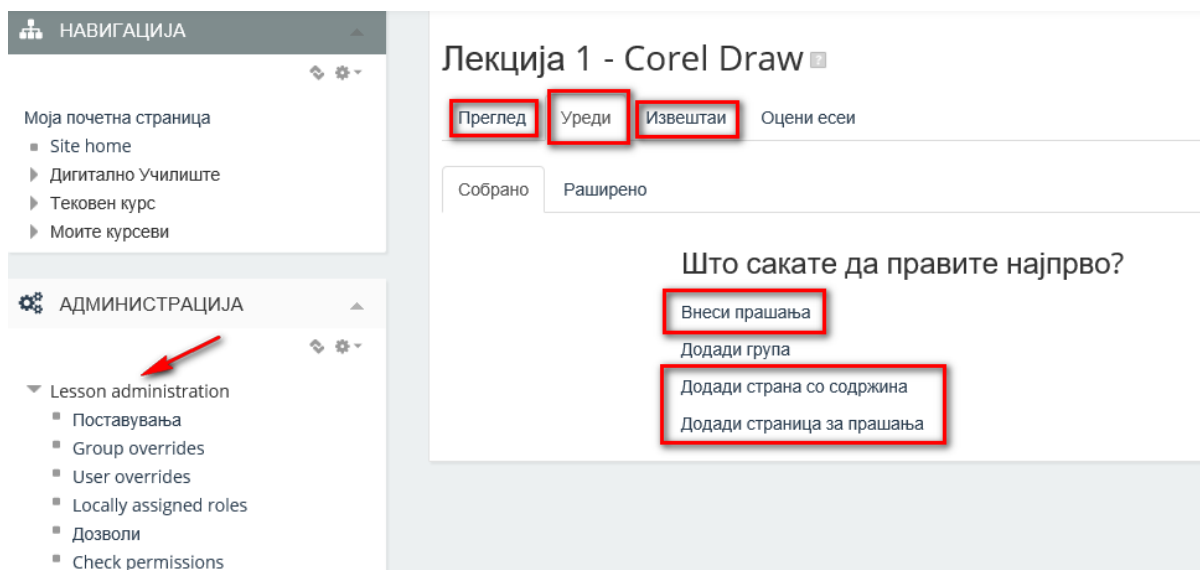 НАВИГАЦИЈА
Моја почетна страница
Site home
Дигитално Училиште
Тековен курс
Моите курсеви
АДМИНИСТРАЦИЈА
Lesson administration
Поставувања
Group overrides
User overrides
Locally assigned roles
Дозволи
Check permissions
Лекција 1 - Corel Draw
Преглед Уреди Извештаи Оцени есеи
Собрано Раширено
Што сакате да правите најпрво?
Внеси прашања
Додади група
Додади страна со содржина
Додади страница за прашања